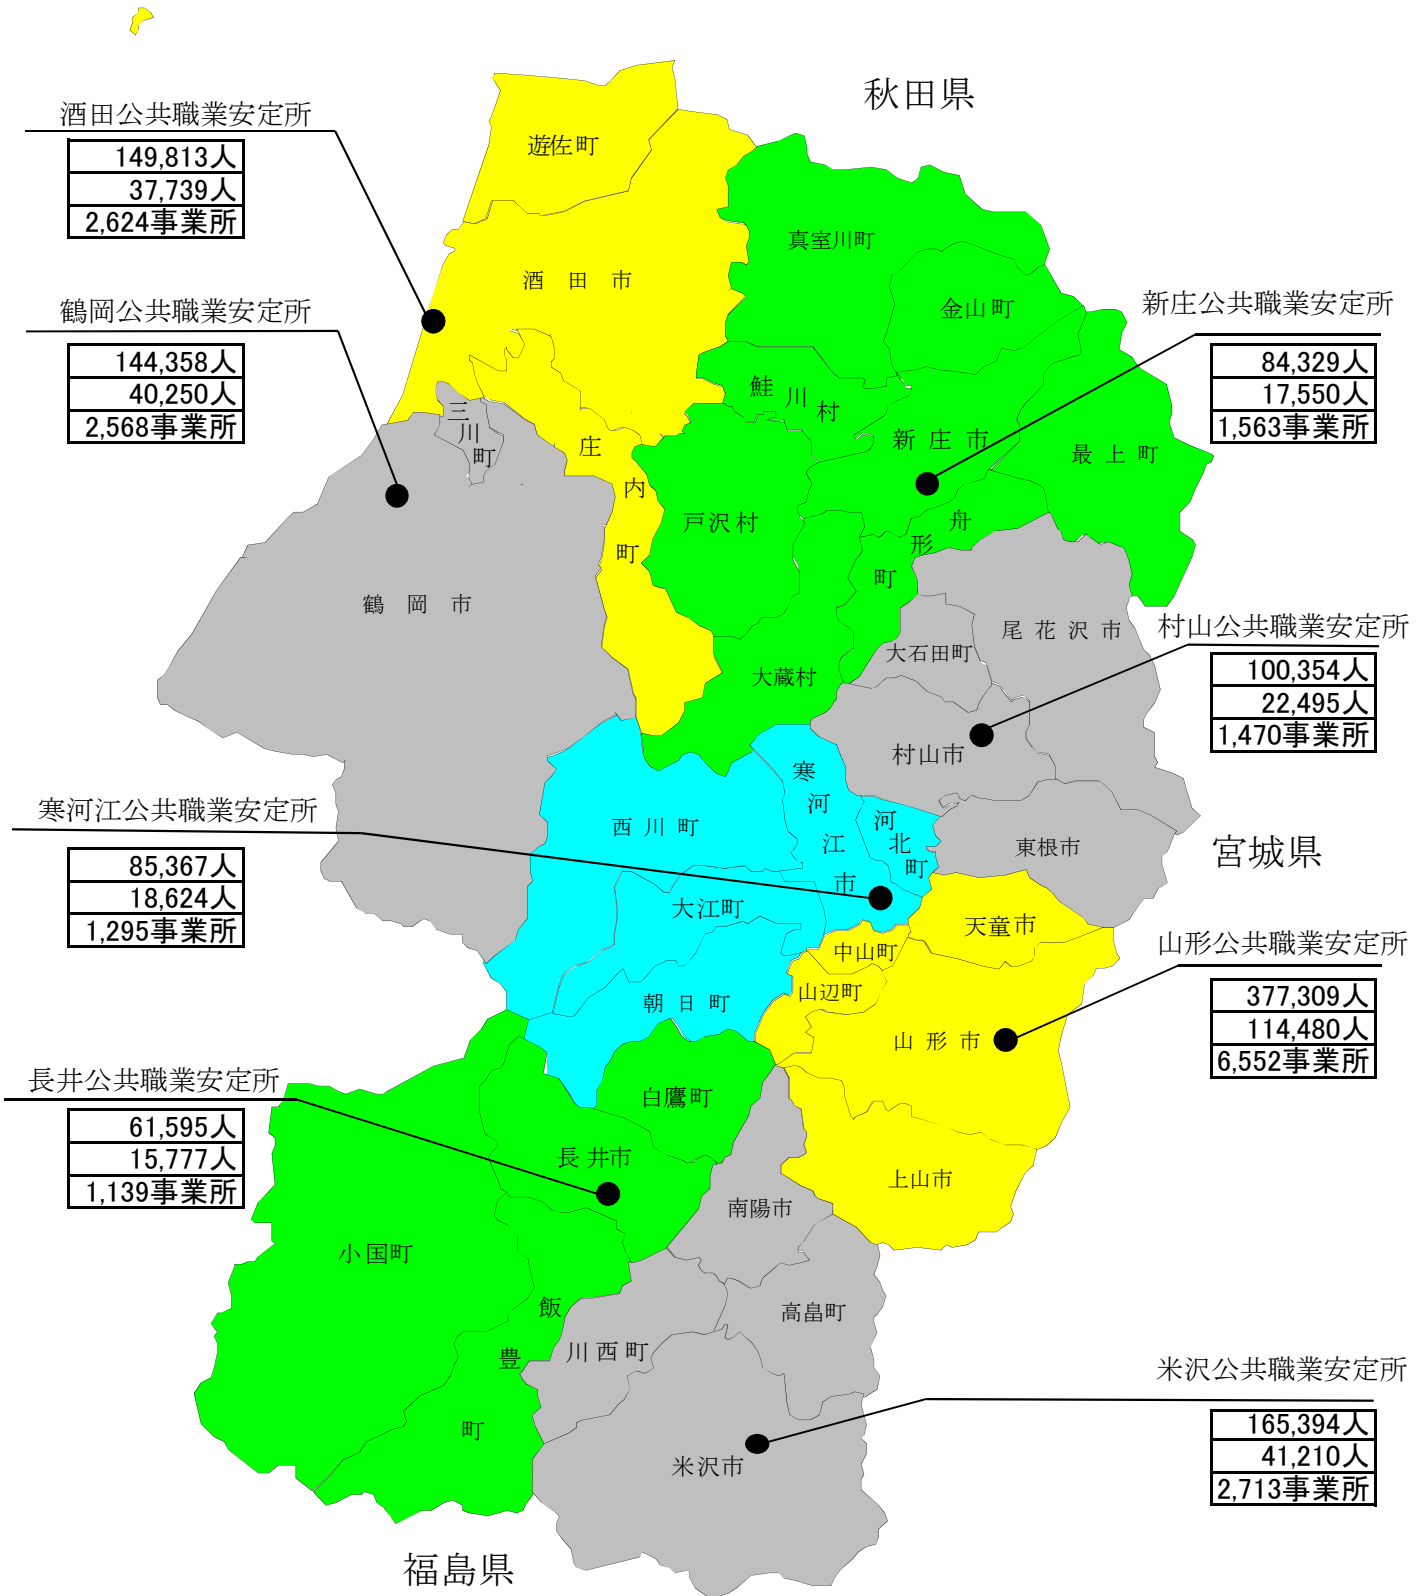 秋田県
酒田公共職業安定所
149,813人
37,739人
2,624事業所
遊佐町
真室川町
酒田市
金山町
鶴岡公共職業安定所
144,358人
40,250人
2,568事業所
新庄公共職業安定所
84,329人
17,550人
1,563事業所
鮭川村
三川町
庄内町
新庄市
最上町
戸沢村
舟形町
鶴岡市
尾花沢市
大石田町
大蔵村
村山公共職業安定所
100,354人
22,495人
1,470事業所
村山市
寒河江市
河北町
西川町
東根市
宮城県
寒河江公共職業安定所
85,367人
18,624人
1,295事業所
大江町
天童市
中山町
山辺町
朝日町
山形市
山形公共職業安定所
377,309人
114,480人
6,552事業所
長井公共職業安定所
61,595人
15,777人
1,139事業所
白鷹町
長井市
上山市
南陽市
小国町
飯豊町
高畠町
川西町
米沢公共職業安定所
165,394人
41,210人
2,713事業所
米沢市
福島県